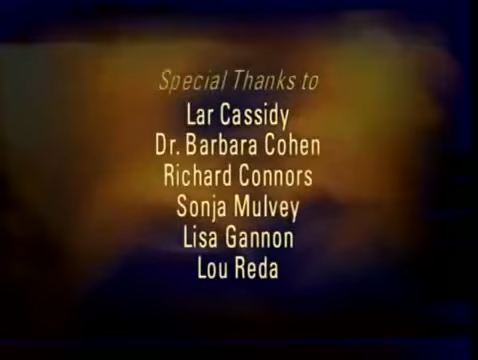 Special Thanks to
Lar Cassidy
Dr. Barbara Cohen
Richard Connors
Sonja Mulvey
Lisa Gannon
Lou Reda